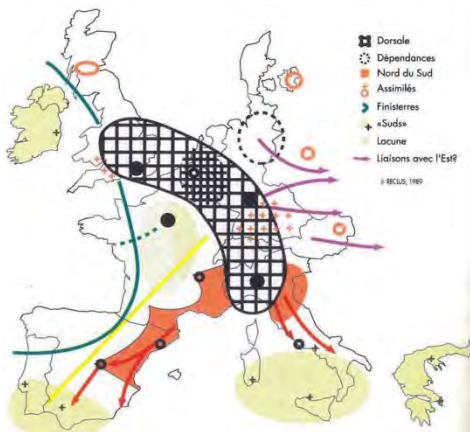 Dorsale
Dépendances
Nord du Sud
Assimilés
Finisterres
«Suds»
Lacune
Liaisons avec l'Est?
© RECLUS, 1989